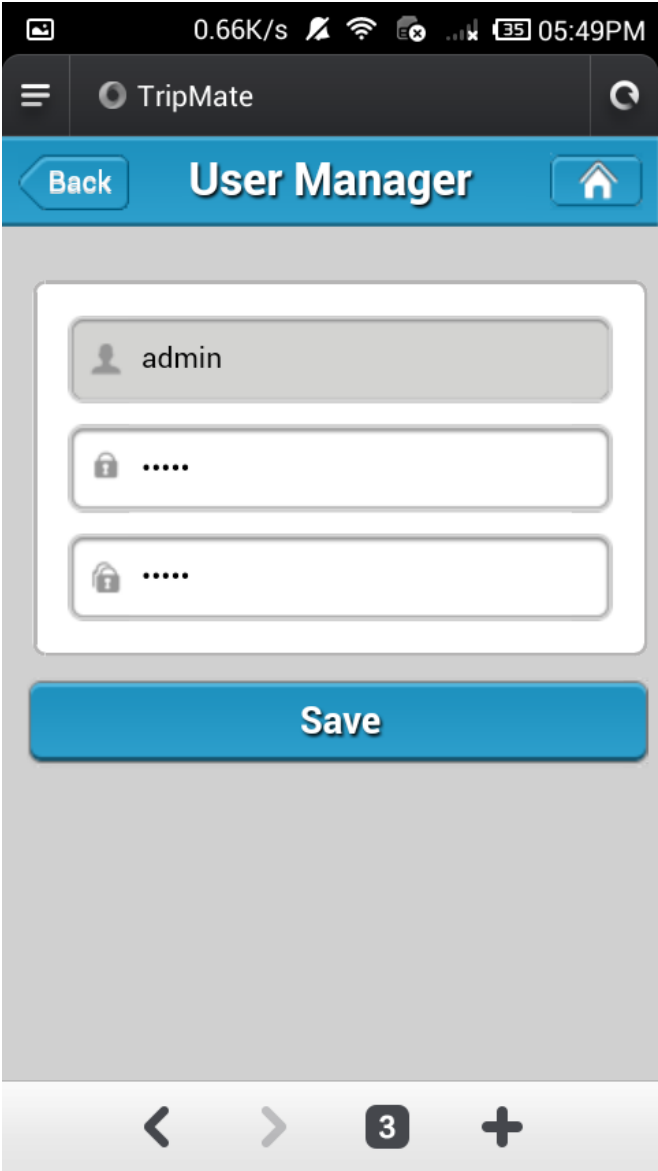 0.66K/s 35 05:49PM
TripMate
Back User Manager
admin
•••••
•••••
Save
3